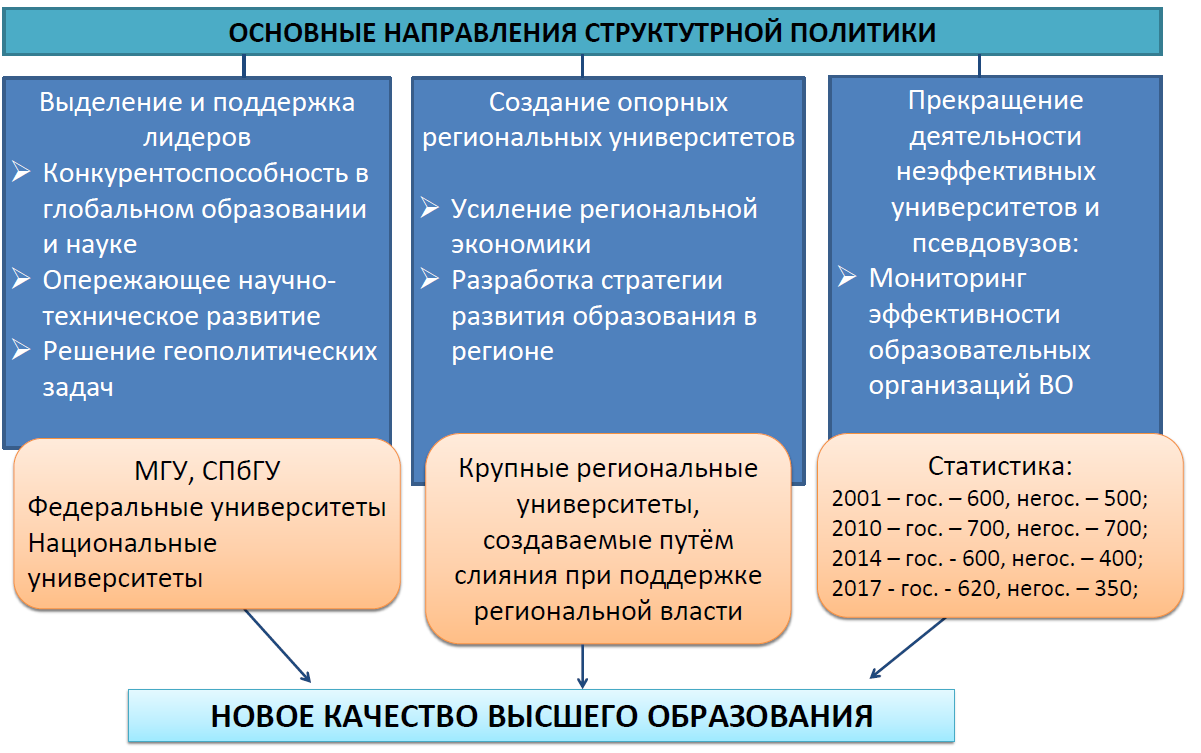 ОСНОВНЫЕ НАПРАВЛЕНИЯ СТРУКТУТРНОЙ ПОЛИТИКИ
Выделение и поддержка
лидеров
➢ Конкурентоспособность в
глобальном образовании
и науке
➢ Опережающее научно-
техническое развитие
➢ Решение геополитических
задач
МГУ, СПбГУ
Федеральные университеты
Национальные
университеты
Создание опорных
региональных университетов
➢ Усиление региональной
экономики
➢ Разработка стратегии
развития образования в
регионе
Крупные региональные
университеты,
создаваемые путём
слияния при поддержке
региональной власти
Прекращение
деятельности
неэффективных
университетов и
псевдовузов:
➢ Мониторинг
эффективности
образовательных
организаций ВО
Статистика:
2001 – гос. – 600, негос. – 500;
2010 – гос. – 700, негос. – 700;
2014 – гос. - 600, негос. – 400;
2017 - гос. - 620, негос. – 350;
НОВОЕ КАЧЕСТВО ВЫСШЕГО ОБРАЗОВАНИЯ